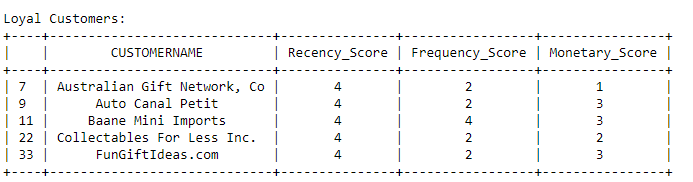 Loyal Customers:
+----+-----------------------------+---------------+-----------------+----------------+
|    |        CUSTOMERNAME         | Recency_Score | Frequency_Score | Monetary_Score |
+----+-----------------------------+---------------+-----------------+----------------+
| 7  | Australian Gift Network, Co |       4       |        2        |       1        |
| 9  |      Auto Canal Petit       |       4       |        2        |       3        |
| 11 |     Baane Mini Imports      |       4       |        4        |       3        |
| 22 | Collectables For Less Inc.  |       4       |        2        |       2        |
| 33 |      FunGiftIdeas.com       |       4       |        2        |       3        |
+----+-----------------------------+---------------+-----------------+----------------+